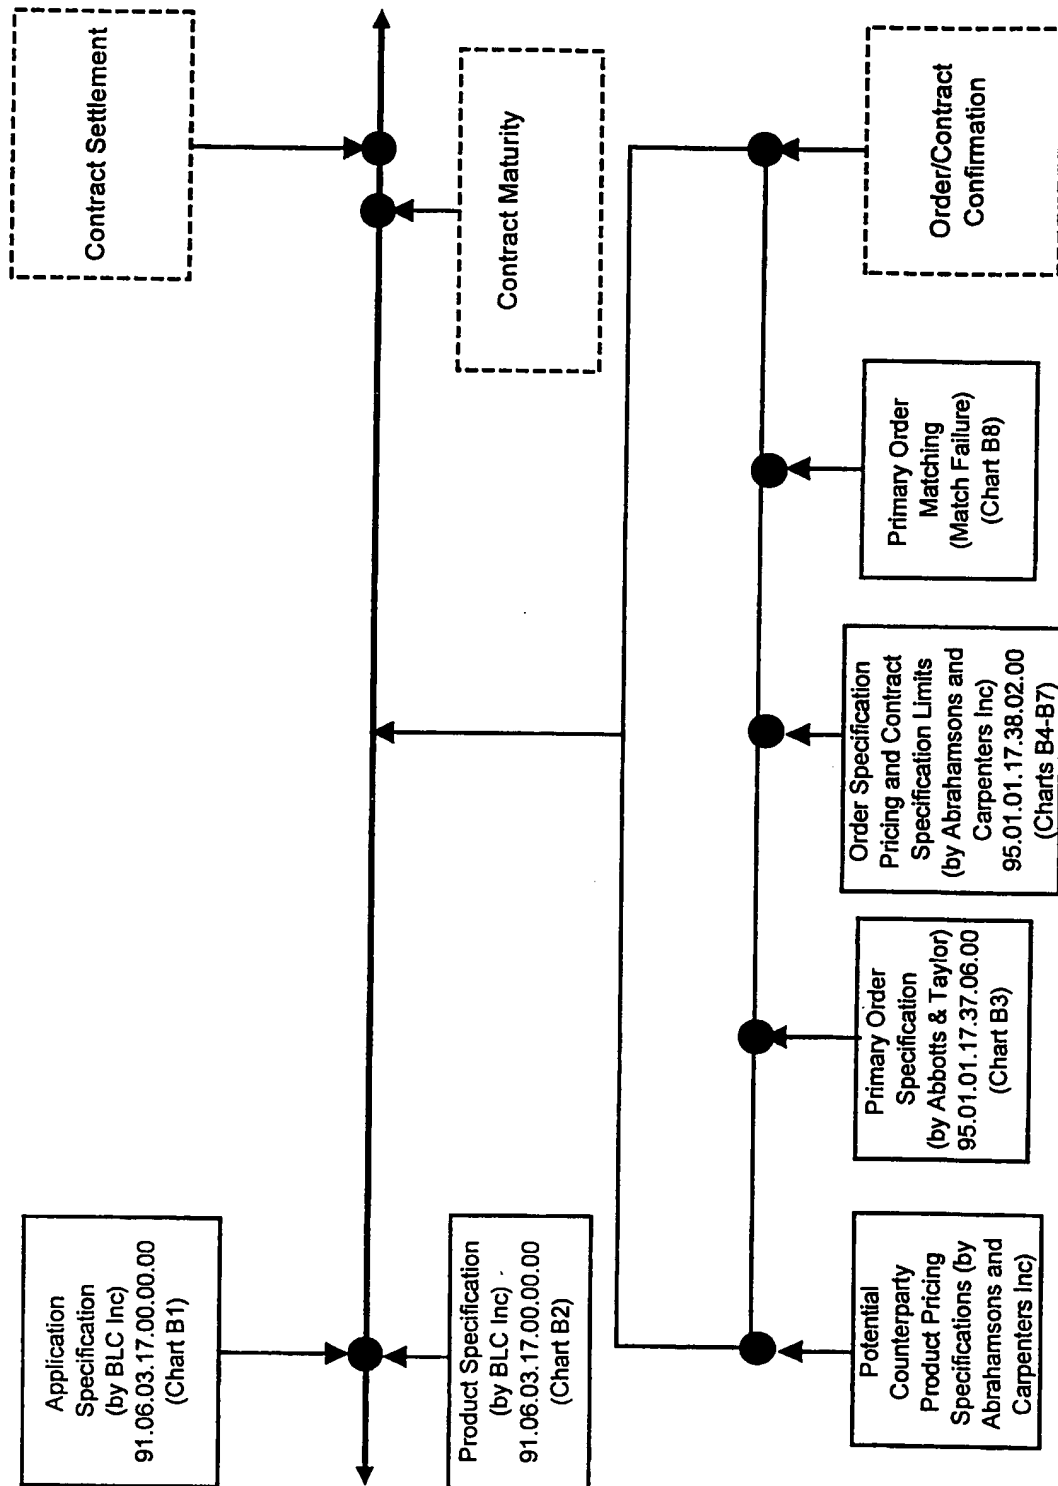 Application
Specification
(by BLC Inc)
91.06.03.17.00.00.00
(Chart B1)
Contract Settlement
Product Specification
(by BLC Inc)
91.06.03.17.00.00.00
(Chart B2)
Contract Maturity
Potential
Counterparty
Product Pricing
Specifications (by
Abrahamsons and
Carpenters Inc)
Primary Order
Specification
(by Abbotts & Taylor)
95.01.01.17.37.06.00
(Chart B3)
Order Specification
Pricing and Contract
Specification Limits
(by Abrahamsons and
Carpenters Inc)
95.01.01.17.38.02.00
(Charts B4-B7)
Primary Order
Matching
(Match Failure)
(Chart B8)
Order/Contract
Confirmation